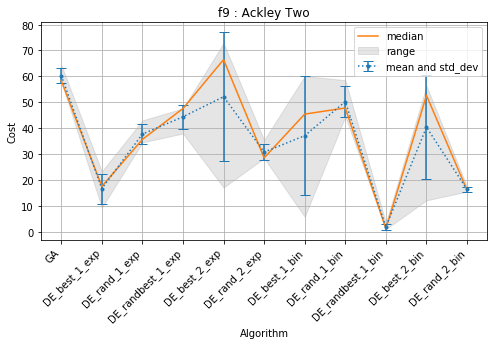 f9 : Ackley Two
80
70
60
50
40
30
20
10
0
Cost
median
range
mean and std_dev
GA
DE_best_1_exp
DE_rand_1_exp
DE_randbest_1_exp
DE_best_2_exp
DE_rand_2_exp
DE_best_1_bin
DE_rand_1_bin
DE_randbest_1_bin
DE_best_2_bin
DE_rand_2_bin
Algorithm